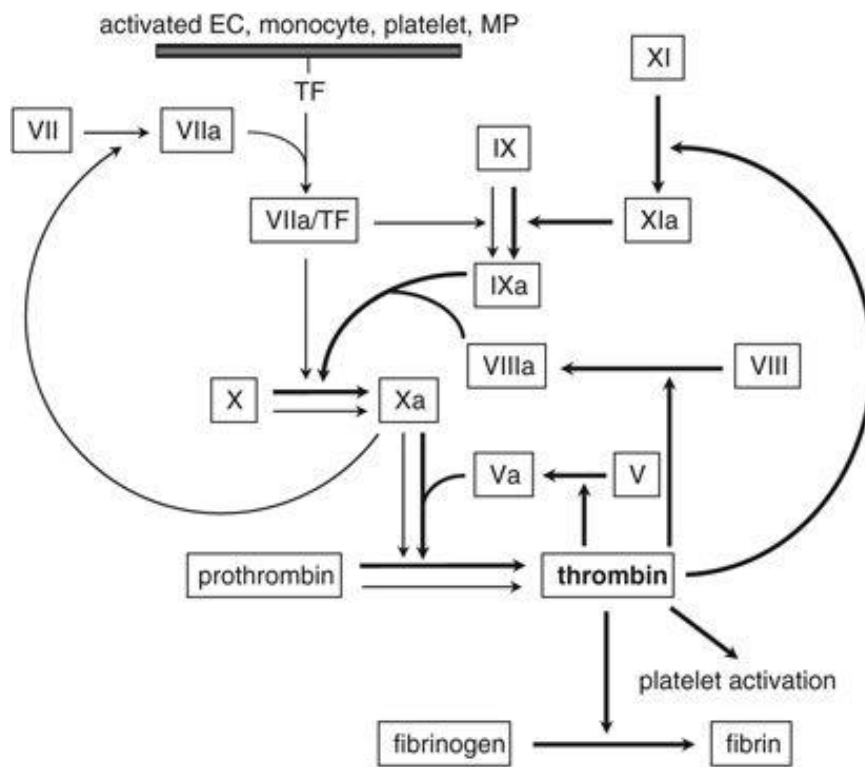 activated EC, monocyte, platelet, MP
XI
TF
VII
VIIa
IX
VIIa/TF
XIa
IXa
VIIIa
VIII
X
Xa
Va
V
prothrombin
thrombin
platelet activation
fibrinogen
fibrin